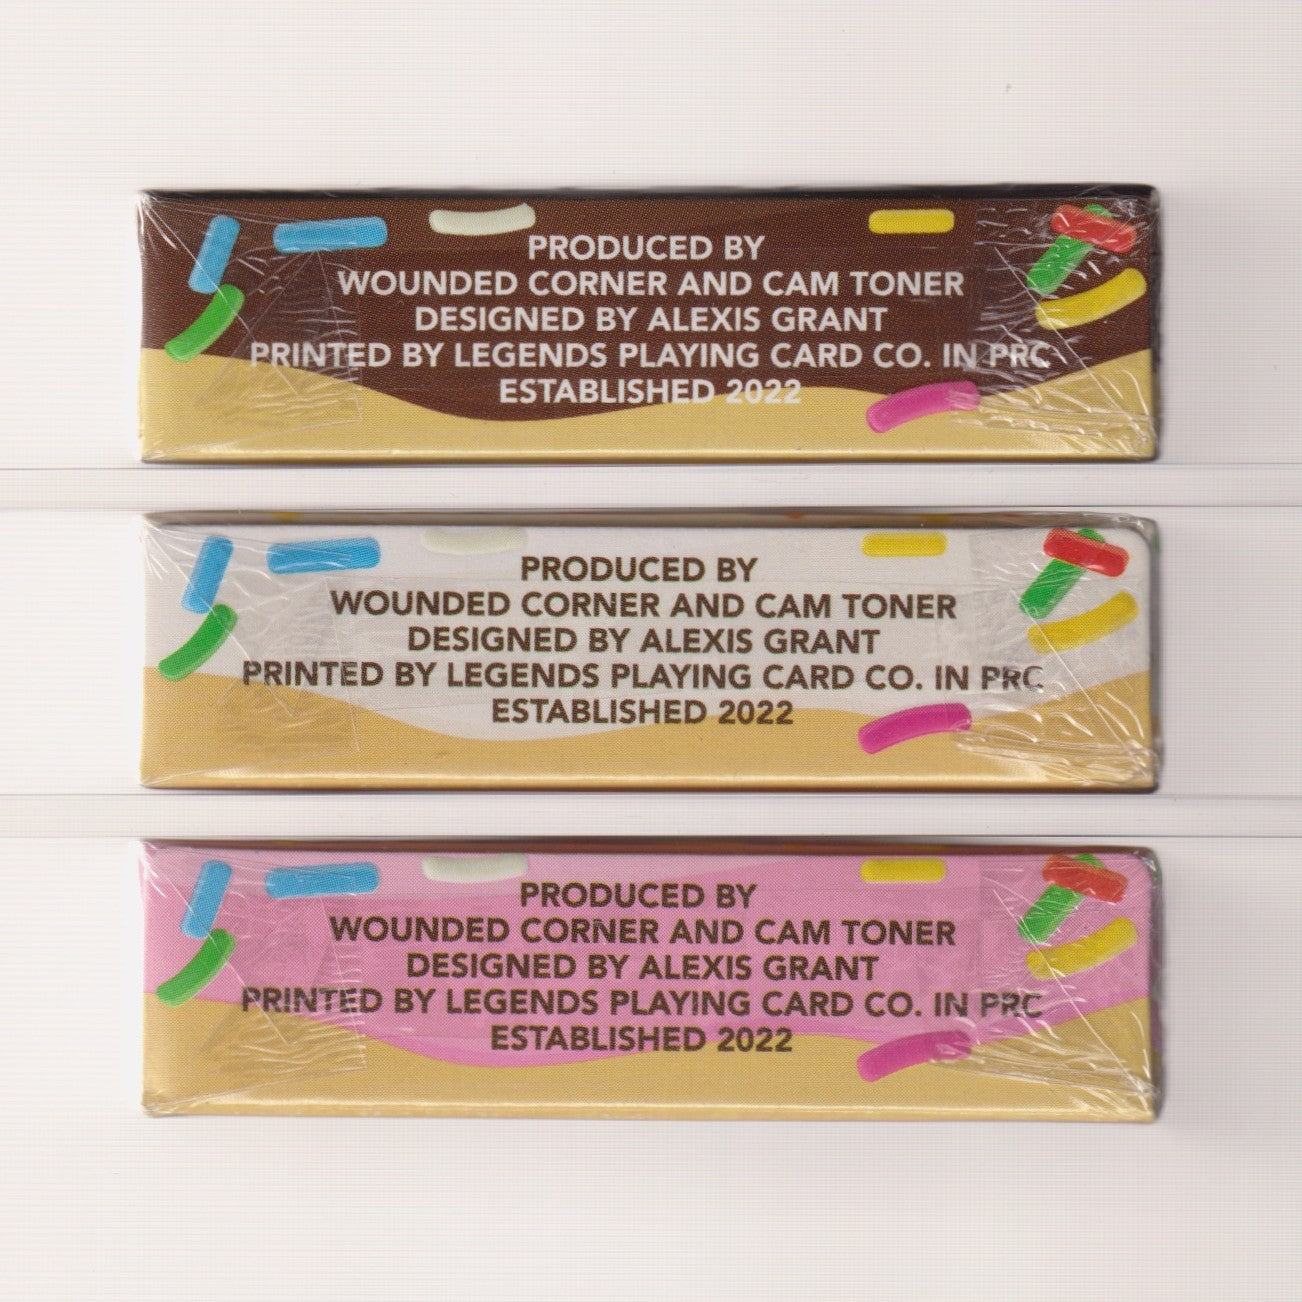 PRODUCED BY
WOUNDED CORNER AND CAM TONER
DESIGNED BY ALEXIS GRANT
PRINTED BY LEGENDS PLAYING CARD CO. IN PRC
ESTABLISHED 2022
PRODUCED BY
WOUNDED CORNER AND CAM TONER
DESIGNED BY ALEXIS GRANT
PRINTED BY LEGENDS PLAYING CARD CO. IN PRC
ESTABLISHED 2022
PRODUCED BY
WOUNDED CORNER AND CAM TONER
DESIGNED BY ALEXIS GRANT
PRINTED BY LEGENDS PLAYING CARD CO. IN PRC
ESTABLISHED 2022